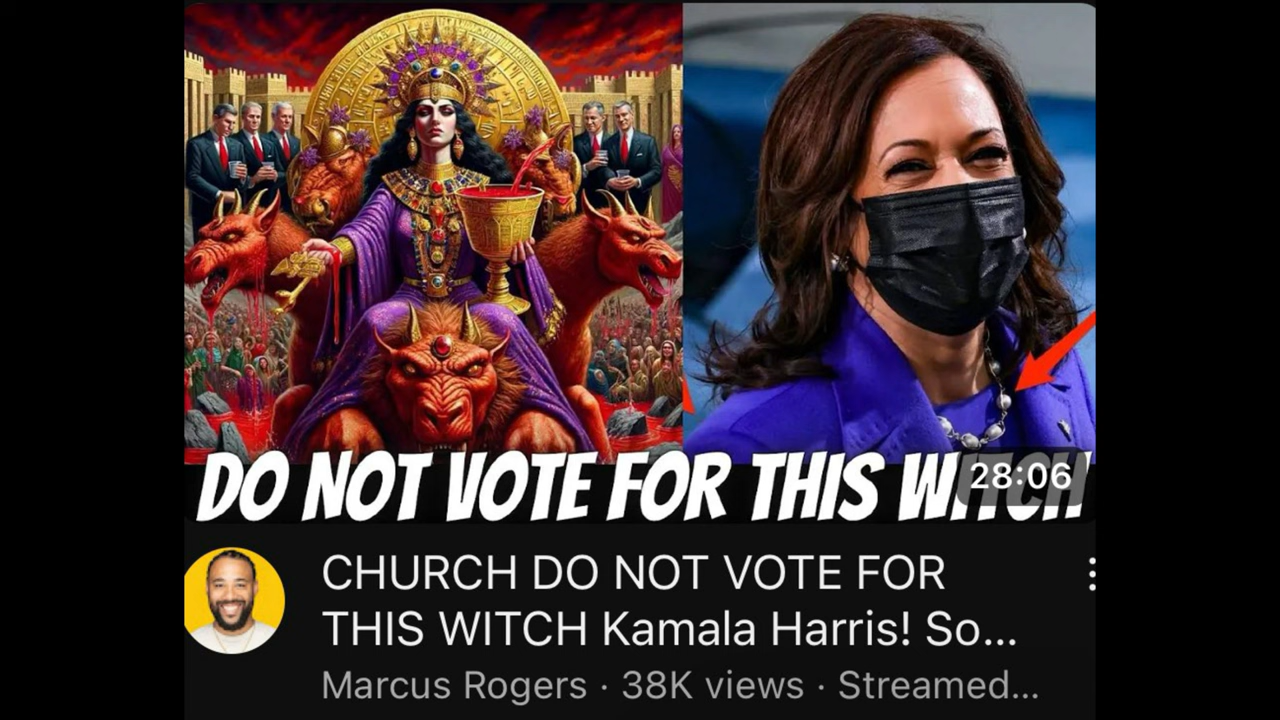 DO NOT VOTE FOR THIS WITCH
28:06
CHURCH DO NOT VOTE FOR
THIS WITCH Kamala Harris! So...
Marcus Rogers · 38K views · Streamed...